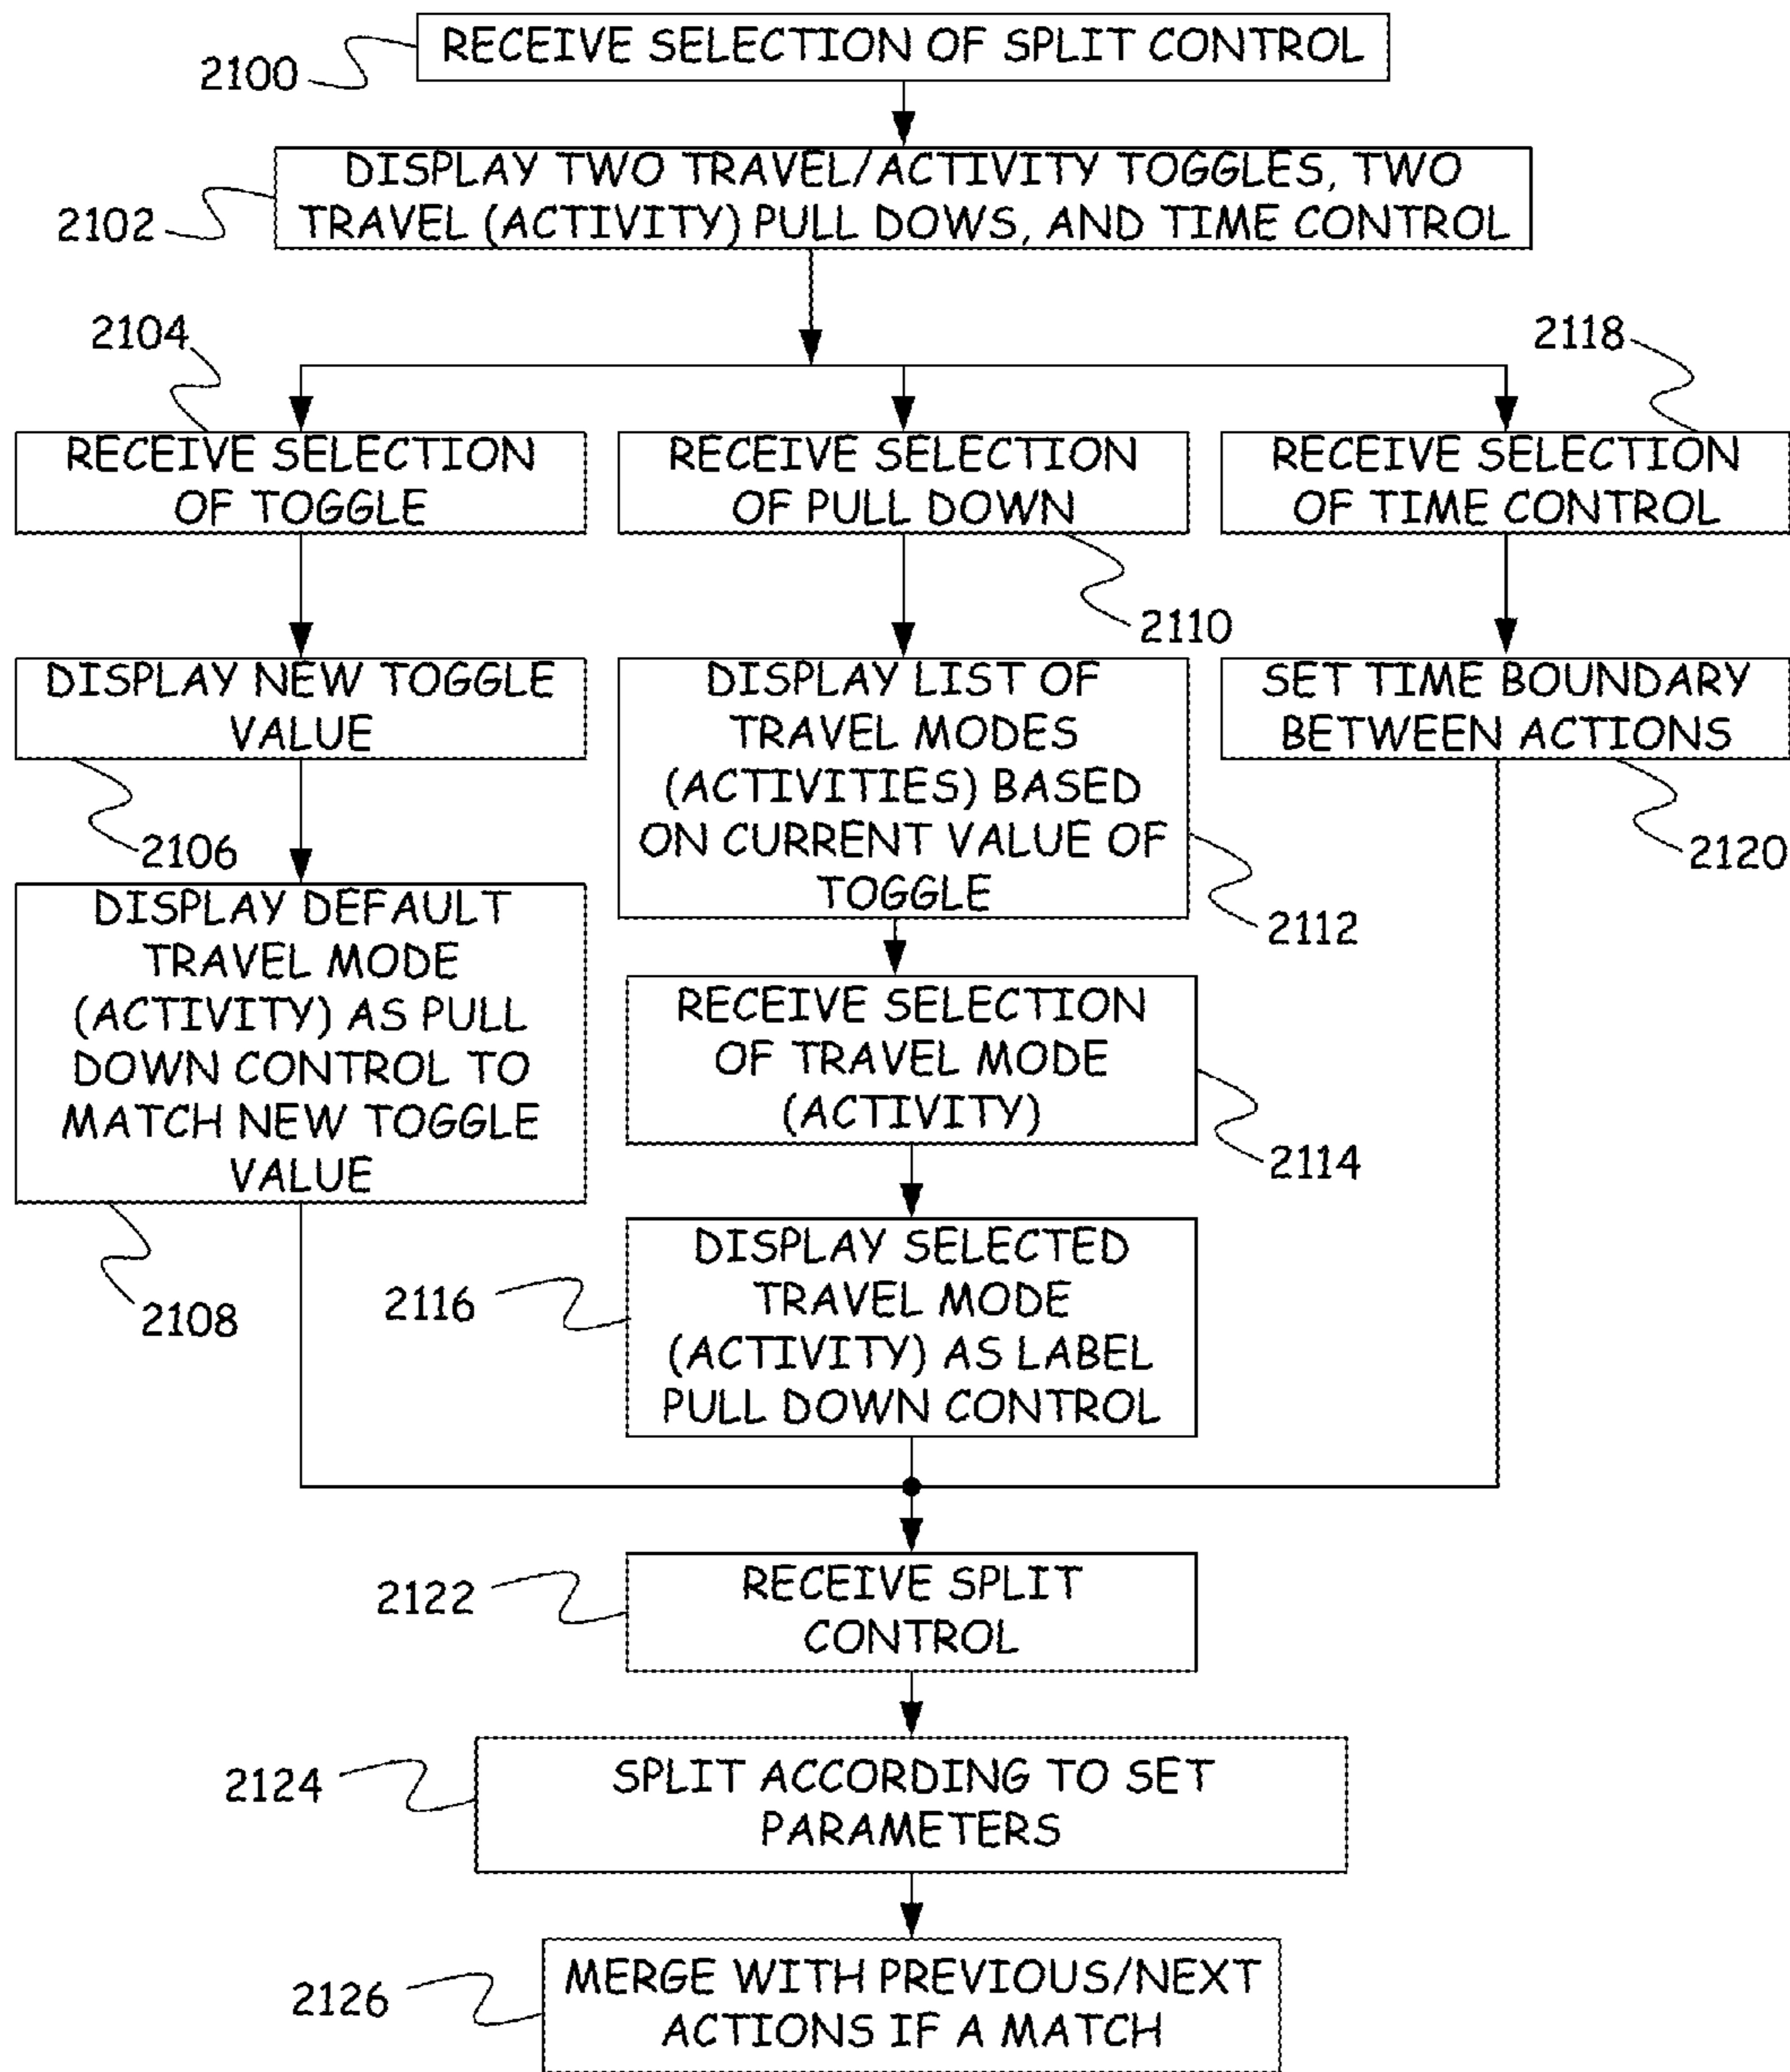 2100
RECEIVE SELECTION OF SPLIT CONTROL
2102
DISPLAY TWO TRAVEL/ACTIVITY TOGGLES, TWO
TRAVEL (ACTIVITY) PULL DOWS, AND TIME CONTROL
2104
RECEIVE SELECTION
OF TOGGLE
DISPLAY NEW TOGGLE
VALUE
2106
DISPLAY DEFAULT
TRAVEL MODE
(ACTIVITY) AS PULL
DOWN CONTROL TO
MATCH NEW TOGGLE
VALUE
2108
RECEIVE SELECTION
OF PULL DOWN
2110
DISPLAY LIST OF
TRAVEL MODES
(ACTIVITIES) BASED
ON CURRENT VALUE OF
TOGGLE
2112
RECEIVE SELECTION
OF TRAVEL MODE
(ACTIVITY)
2114
DISPLAY SELECTED
TRAVEL MODE
(ACTIVITY) AS LABEL
PULL DOWN CONTROL
2116
2118
RECEIVE SELECTION
OF TIME CONTROL
SET TIME BOUNDARY
BETWEEN ACTIONS
2120
2122
RECEIVE SPLIT
CONTROL
2124
SPLIT ACCORDING TO SET
PARAMETERS
2126
MERGE WITH PREVIOUS/NEXT
ACTIONS IF A MATCH